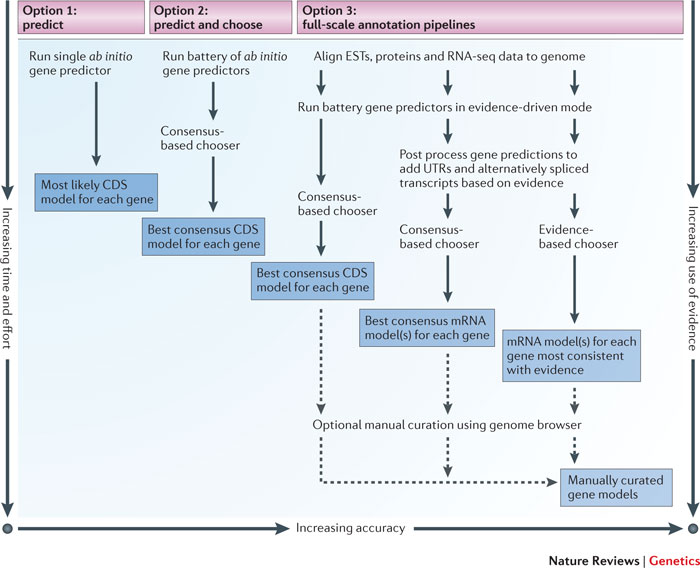 Option 1:
predict
Option 2:
predict and choose
Option 3:
full-scale annotation pipelines
Run single ab initio
gene predictor
Run battery of ab initio
gene predictors
Align ESTs, proteins and RNA-seq data to genome
Run battery gene predictors in evidence-driven mode
Consensus-
based chooser
Post process gene predictions to
add UTRs and alternatively spliced
transcripts based on evidence
Most likely CDS
model for each gene
Consensus-
based chooser
Best consensus CDS
model for each gene
Consensus-
based chooser
Evidence-
based chooser
Best consensus CDS
model for each gene
Best consensus mRNA
model(s) for each gene
mRNA model(s) for each
gene most consistent
with evidence
Optional manual curation using genome browser
Manually curated
gene models
Increasing time and effort
Increasing use of evidence
Increasing accuracy
Nature Reviews | Genetics